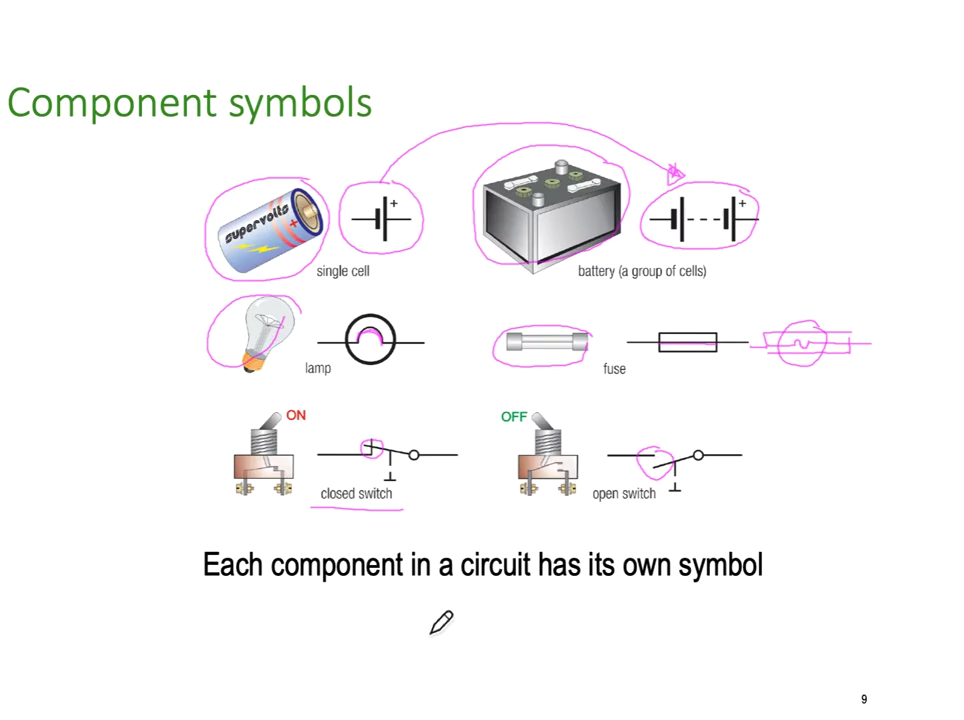 Component symbols
supervolts
+
+
+
single cell
battery (a group of cells)
lamp
fuse
ON
OFF
closed switch
open switch
Each component in a circuit has its own symbol
9